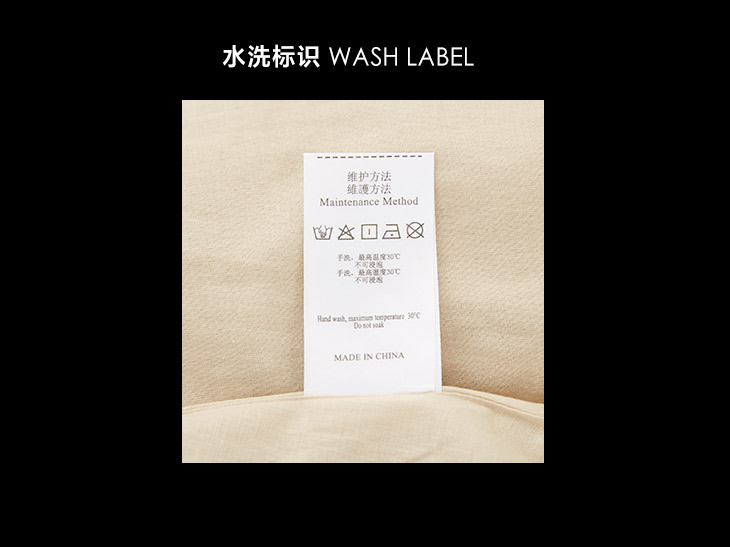 水洗标识 WASH LABEL
维护方法
維護方法
Maintenance Method
手洗，最高温度30℃
不可浸泡
手洗，最高溫度30℃
不可浸泡
Hand wash, maximum temperature 30°C
Do not soak
MADE IN CHINA